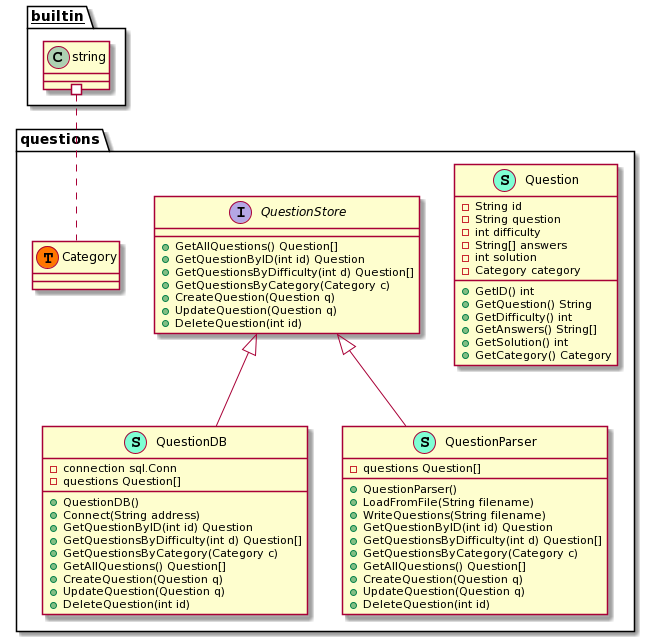 builtin
C string
questions
T Category
I QuestionStore
GetAllQuestions() Question[]
GetQuestionByID(int id) Question
GetQuestionsByDifficulty(int d) Question[]
GetQuestionsByCategory(Category c)
CreateQuestion(Question q)
UpdateQuestion(Question q)
DeleteQuestion(int id)
S Question
String id
String question
int difficulty
String[] answers
int solution
Category category
GetID() int
GetQuestion() String
GetDifficulty() int
GetAnswers() String[]
GetSolution() int
GetCategory() Category
S QuestionDB
connection sql.Conn
questions Question[]
QuestionDB()
Connect(String address)
GetQuestionByID(int id) Question
GetQuestionsByDifficulty(int d) Question[]
GetQuestionsByCategory(Category c)
GetAllQuestions() Question[]
CreateQuestion(Question q)
UpdateQuestion(Question q)
DeleteQuestion(int id)
S QuestionParser
questions Question[]
QuestionParser()
LoadFromFile(String filename)
WriteQuestions(String filename)
GetQuestionByID(int id) Question
GetQuestionsByDifficulty(int d) Question[]
GetQuestionsByCategory(Category c)
GetAllQuestions() Question[]
CreateQuestion(Question q)
UpdateQuestion(Question q)
DeleteQuestion(int id)